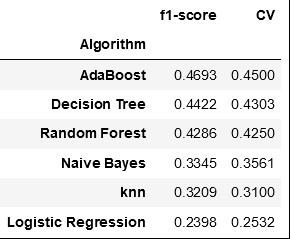 f1-score CV
Algorithm
AdaBoost 0.4693 0.4500
Decision Tree 0.4422 0.4303
Random Forest 0.4286 0.4250
Naive Bayes 0.3345 0.3561
knn 0.3209 0.3100
Logistic Regression 0.2398 0.2532